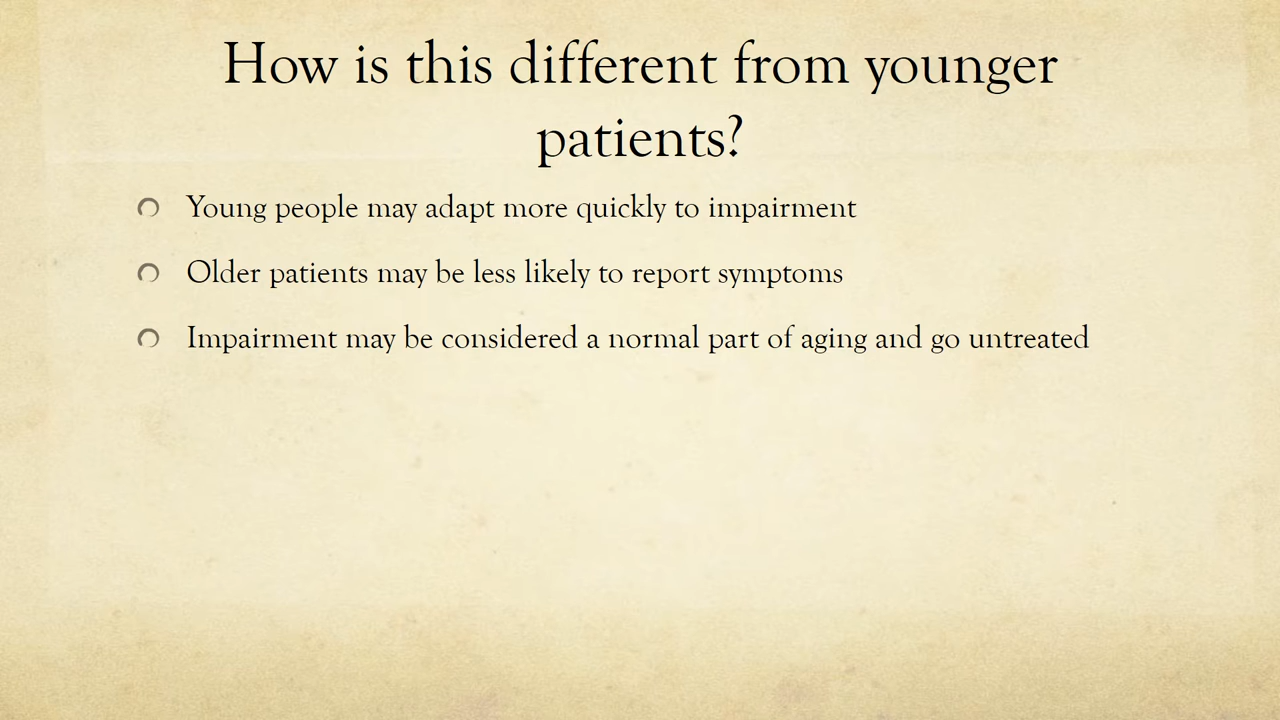 How is this different from younger
patients?
Young people may adapt more quickly to impairment
Older patients may be less likely to report symptoms
Impairment may be considered a normal part of aging and go untreated